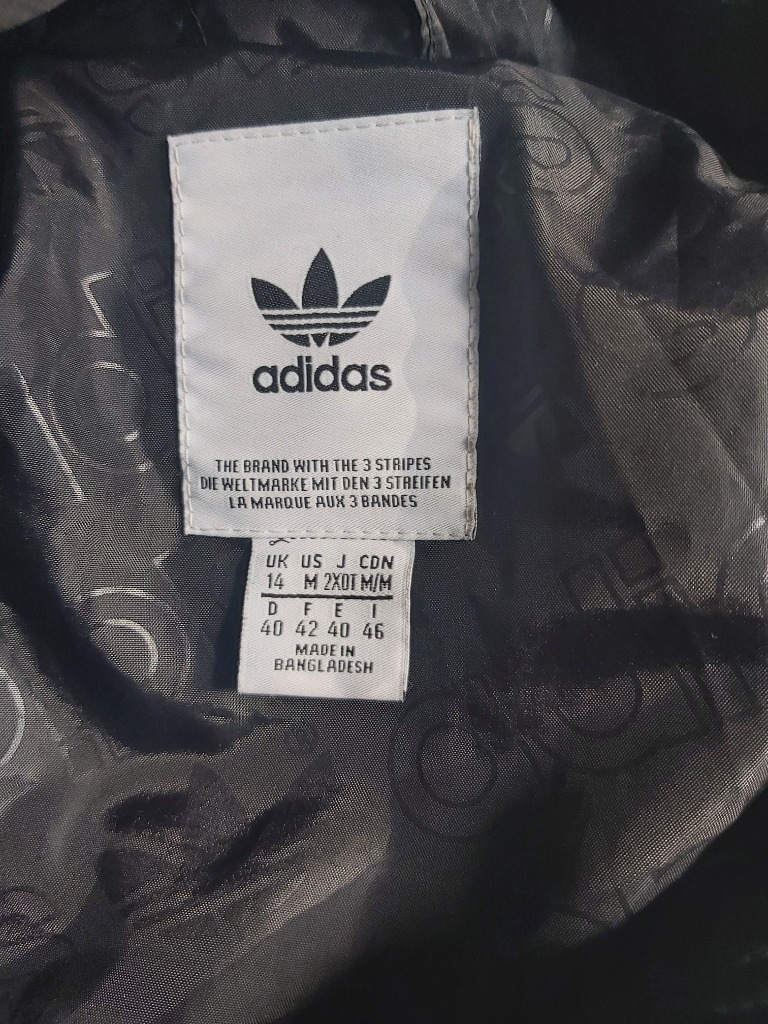 adidas
THE BRAND WITH THE 3 STRIPES
DIE WELTMARKE MIT DEN 3 STREIFEN
LA MARQUE AUX 3 BANDES
UK US J CDN
14 M 2XOT M/M
D F E I
40 42 40 46
MADE IN
BANGLADESH